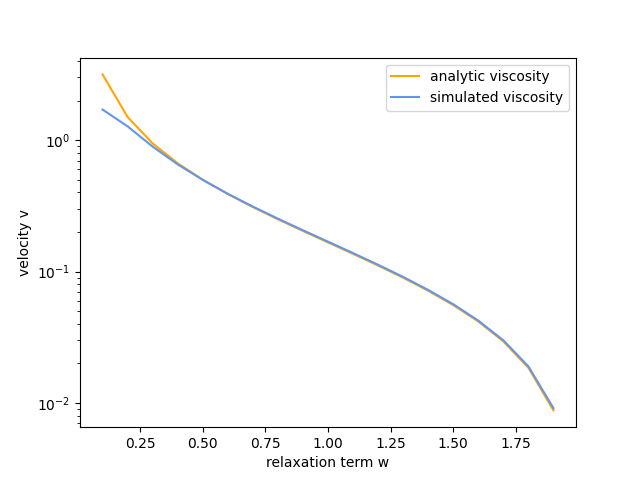 analytic viscosity
simulated viscosity
velocity v
10⁰
10⁻¹
10⁻²
0.25 0.50 0.75 1.00 1.25 1.50 1.75
relaxation term w